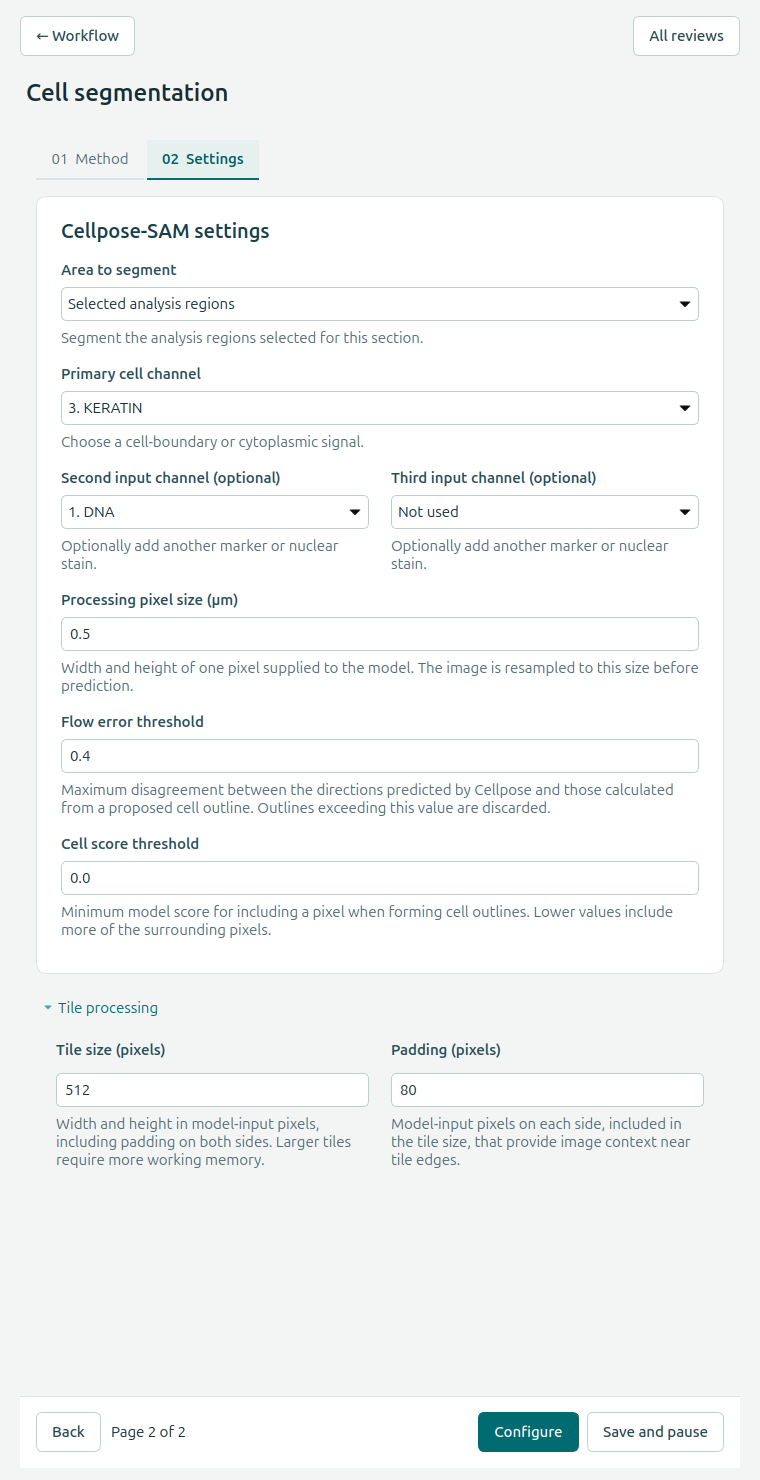 ← Workflow
All reviews
Cell segmentation
01 Method
02 Settings
Cellpose-SAM settings
Area to segment
Selected analysis regions
Segment the analysis regions selected for this section.
Primary cell channel
3. KERATIN
Choose a cell-boundary or cytoplasmic signal.
Second input channel (optional)
1. DNA
Optionally add another marker or nuclear
stain.
Third input channel (optional)
Not used
Optionally add another marker or nuclear
stain.
Processing pixel size (µm)
0.5
Width and height of one pixel supplied to the model. The image is resampled to this size before
prediction.
Flow error threshold
0.4
Maximum disagreement between the directions predicted by Cellpose and those calculated
from a proposed cell outline. Outlines exceeding this value are discarded.
Cell score threshold
0.0
Minimum model score for including a pixel when forming cell outlines. Lower values include
more of the surrounding pixels.
Tile processing
Tile size (pixels)
512
Width and height in model-input pixels,
including padding on both sides. Larger tiles
require more working memory.
Padding (pixels)
80
Model-input pixels on each side, included in
the tile size, that provide image context near
tile edges.
Back
Page 2 of 2
Configure
Save and pause